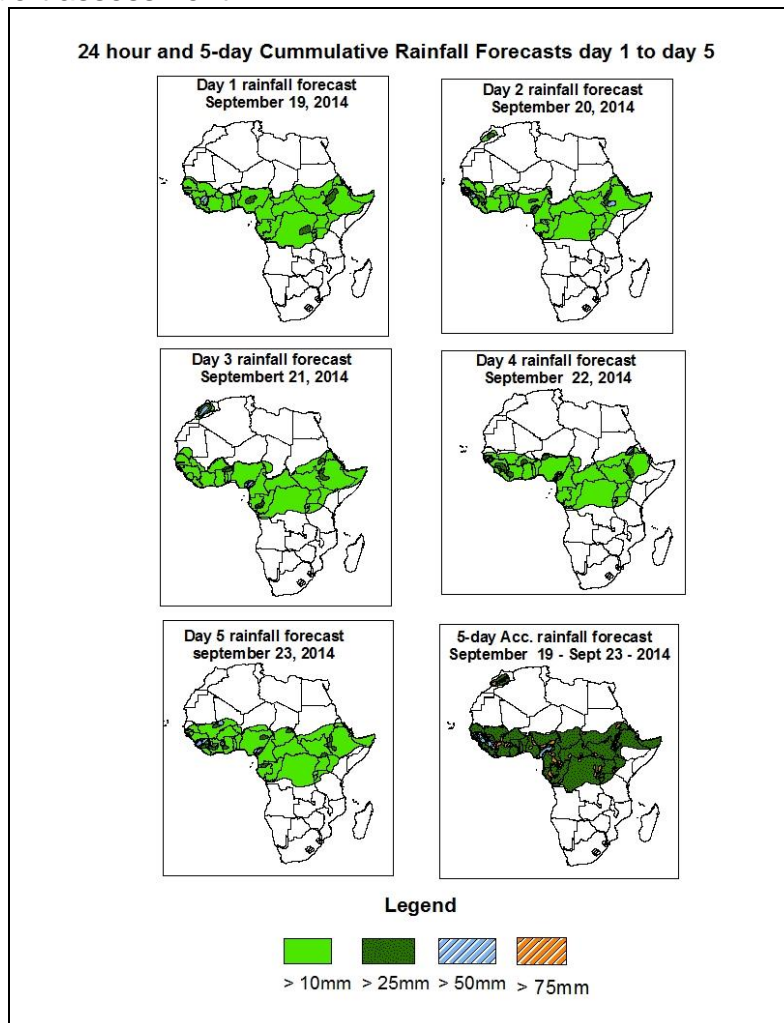 24 hour and 5-day Cummulative Rainfall Forecasts day 1 to day 5
Day 1 rainfall forecast
September 19, 2014
Day 2 rainfall forecast
September 20, 2014
Day 3 rainfall forecast
Septembert 21, 2014
Day 4 rainfall forecast
September 22, 2014
Day 5 rainfall forecast
september 23, 2014
5-day Acc. rainfall forecast
September 19 - Sept 23 - 2014
Legend
> 10mm > 25mm > 50mm > 75mm